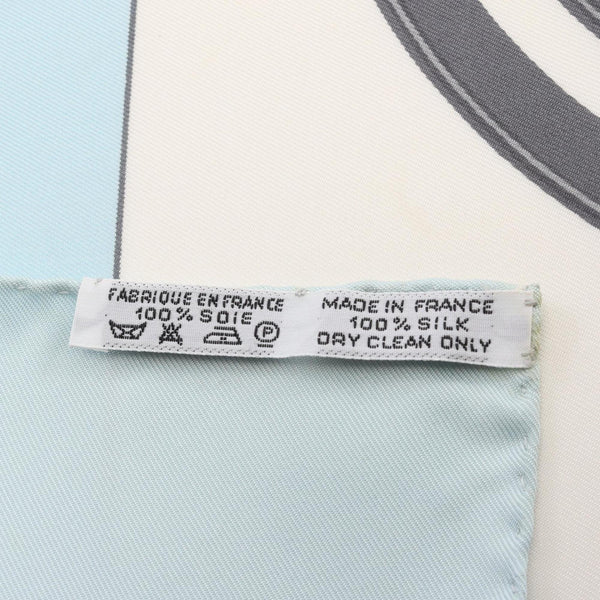 FABRIQUE EN FRANCE
100% SOIE
P
MADE IN FRANCE
100% SILK
DRY CLEAN ONLY